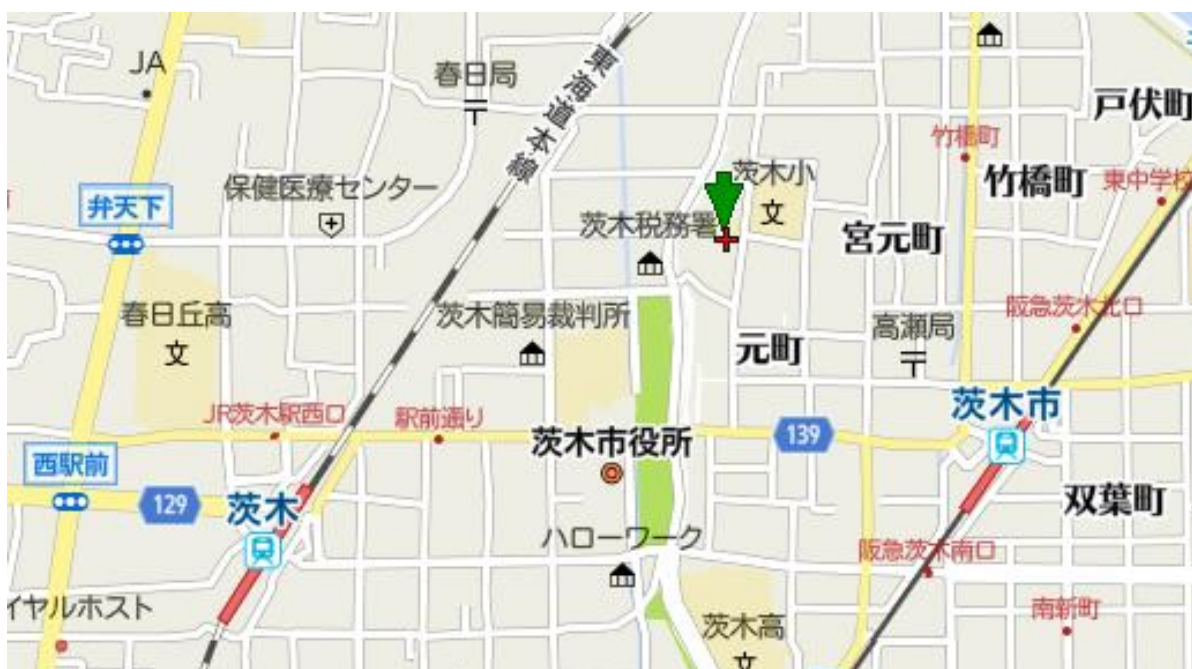 JA
春日局
東海道本線
戸伏町
竹橋町
竹橋町
東中学校
保健医療センター
茨木小
文
弁天下
茨木税務署
宮元町
春日丘高
文
茨木簡易裁判所
元町
高瀬局
阪急茨木北口
JR茨木駅西口
駅前通り
茨木市
139
茨木市役所
西駅前
129
茨木
双葉町
ハローワーク
阪急茨木南口
イヤルホスト
茨木高
文
南新町